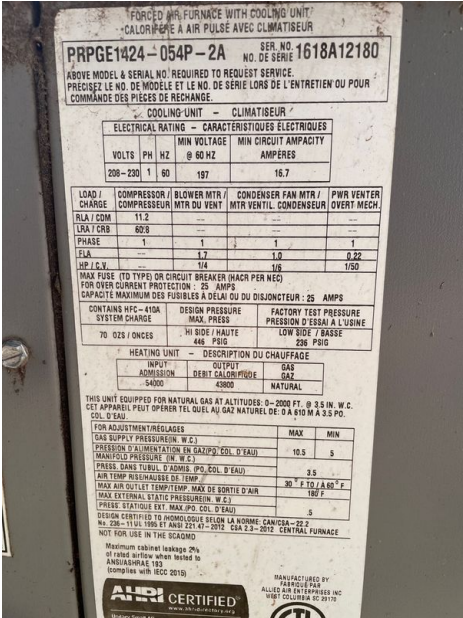 FORCED AIR FURNACE WITH COOLING UNIT
CALORIFÈRE A AIR PULSÉ AVEC CLIMATISEUR
PRPGE1424-054P-2A SER. NO. NO. DE SÉRIE 1618A12180
ABOVE MODEL & SERIAL NO. REQUIRED TO REQUEST SERVICE.
PRÉCISEZ LE NO. DE MODÈLE ET NO. DE SÉRIE LORS DE L'ENTRETIEN OU POUR
COMMANDE DES PIÈCES DE RECHANGE.
COOLING UNIT - CLIMATISEUR
ELECTRICAL RATING - CARACTÉRISTIQUES ÉLECTRIQUES
VOLTS PH HZ MIN VOLTAGE @ 60 HZ MIN CIRCUIT AMPACITY AMPÈRES
208-230 1 60 197 16.7
LOAD / CHARGE COMPRESSOR / COMPRESSEUR BLOWER MTR / MTR DU VENT CONDENSER FAN MTR / MTR VENTIL. CONDENSEUR PWR VENTER OVERT MECH.
RLA / CDM 11.2 --- --- ---
LRA / CRB 60.8 --- --- ---
PHASE 1 1 1 1
FLA 1.7 1.0 0.22
HP / C.V. --- 1/4 1/6 1/50
MAX FUSE (TD TYPE) OR CIRCUIT BREAKER (HACR PER NEC)
FOR OVER CURRENT PROTECTION : 25 AMPS
CAPACITÉ MAXIMUM DES FUSIBLES À DÉLAI OU DU DISJONCTEUR : 25 AMPS
CONTAINS HFC-410A SYSTEM CHARGE DESIGN PRESSURE MAX. PRESS FACTORY TEST PRESSURE PRESSION D'ESSAI A L'USINE
70 OZS / ONCES HI SIDE / HAUTE 446 PSIG LOW SIDE / BASSE 236 PSIG
HEATING UNIT - DESCRIPTION DU CHAUFFAGE
INPUT ADMISSION OUTPUT DÉBIT CALORIFIQUE GAS GAZ
54000 43800 NATURAL
THIS UNIT EQUIPPED FOR NATURAL GAS AT ALTITUDES: 0-2000 FT. @ 3.5 IN. W.C.
CET APPAREIL PEUT OPÉRER TEL QUEL AU GAZ NATUREL DE: 0 A 610 M À 3.5 PO.
COL. D'EAU.
FOR ADJUSTMENT/RÉGLAGES MAX MIN
GAS SUPPLY PRESSURE(IN. W.C.)
PRESSION D'ALIMENTATION EN GAZ(PO. COL. D'EAU) 10.5 5
MANIFOLD PRESSURE (IN. W.C.)
PRESS. DANS TUBUL. D'ADMIS. (PO. COL. D'EAU) 3.5
AIR TEMP RISE/HAUSSE DE TEMP. 30 °F TO / A 60 °F
MAX AIR OUTLET TEMP/TEMP. MAX DE SORTIE D'AIR 180°F
MAX EXTERNAL STATIC PRESSURE(IN. W.C.)
PRESS. STATIQUE EXT. MAX.(PO. COL. D'EAU) .5
DESIGN CERTIFIED TO /HOMOLOGUE SELON LA NORME: CAN/CSA-22.2
No. 236-11 UL 1995 ET ANSI Z21.47-2012 CSA 2.3-2012 CENTRAL FURNACE
NOT FOR USE IN THE SCAQMD
Maximum cabinet leakage 2%
of rated airflow when tested to
ANSI/ASHRAE 193
(complies with IECC 2015)
AHRI CERTIFIED
www.ahridirectory.org
MANUFACTURED BY
FABRIQUÉ PAR
ALLIED AIR ENTERPRISES INC
WEST COLUMBIA SC 29170